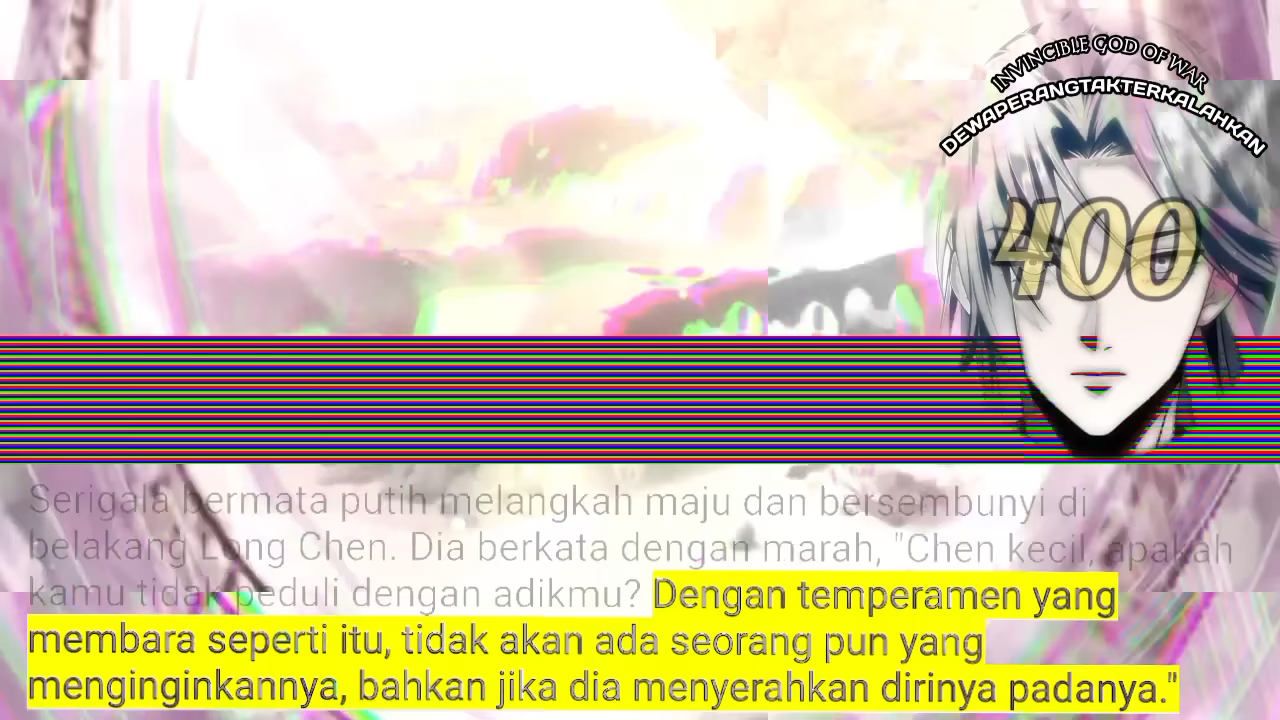 INVINCIBLE GOD OF WAR
DEWAPERANGTAKTERKALAHKAN
400
Serigala bermata putih melangkah maju dan bersembunyi di
belakang Long Chen. Dia berkata dengan marah, "Chen kecil, apakah
kamu tidak peduli dengan adikmu? Dengan temperamen yang
membara seperti itu, tidak akan ada seorang pun yang
menginginkannya, bahkan jika dia menyerahkan dirinya padanya."